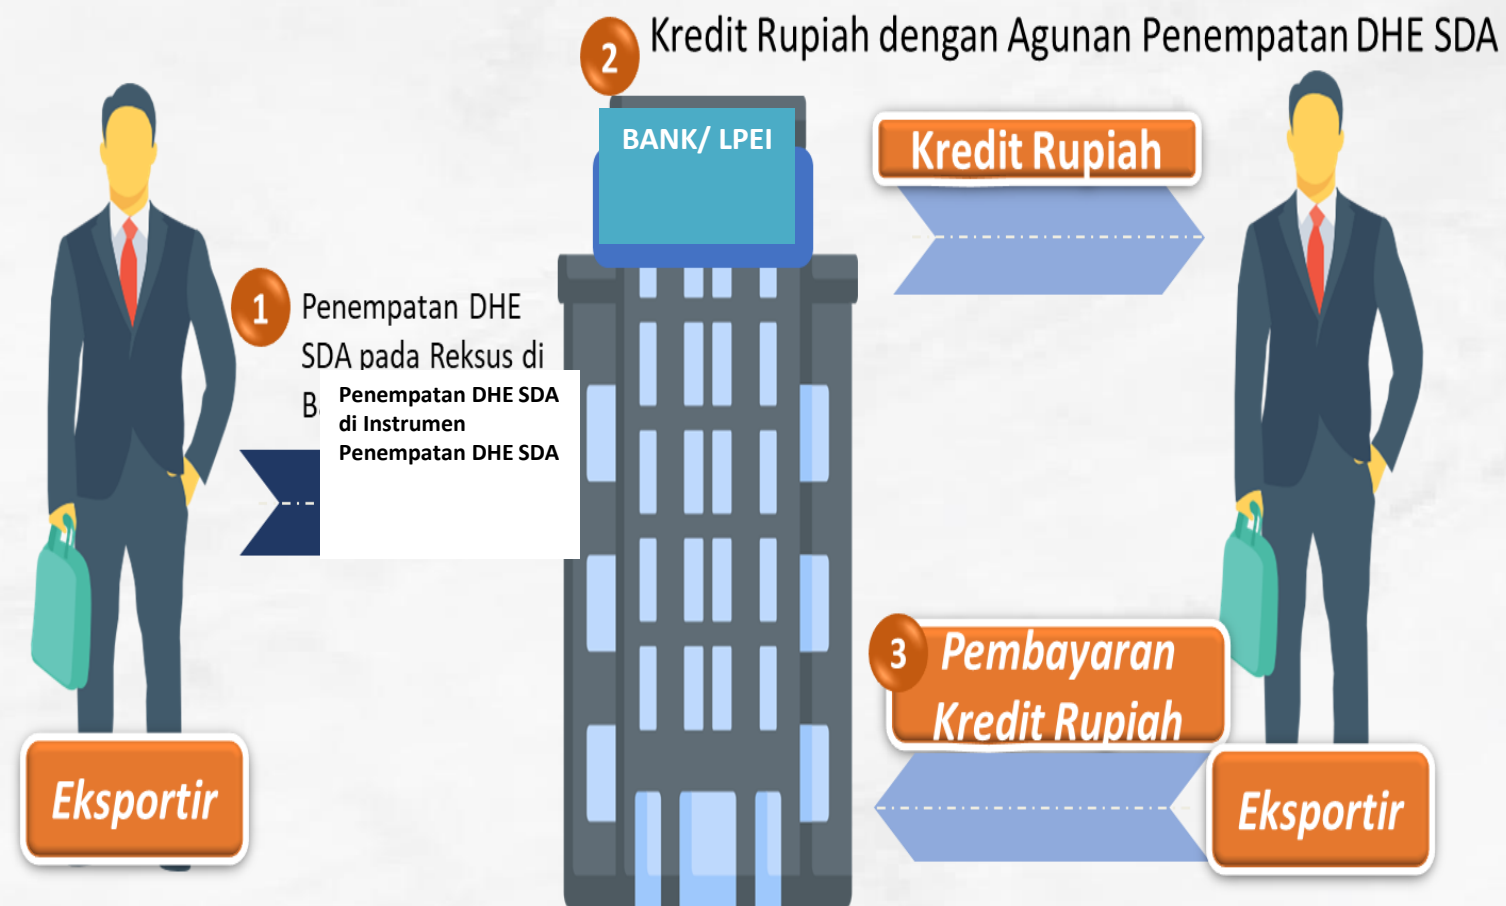 2
Kredit Rupiah dengan Agunan Penempatan DHE SDA
BANK/ LPEI
Kredit Rupiah
1
Penempatan DHE
SDA pada Reksus di
Penempatan DHE SDA
di Instrumen
Penempatan DHE SDA
3
Pembayaran
Kredit Rupiah
Eksportir
Eksportir